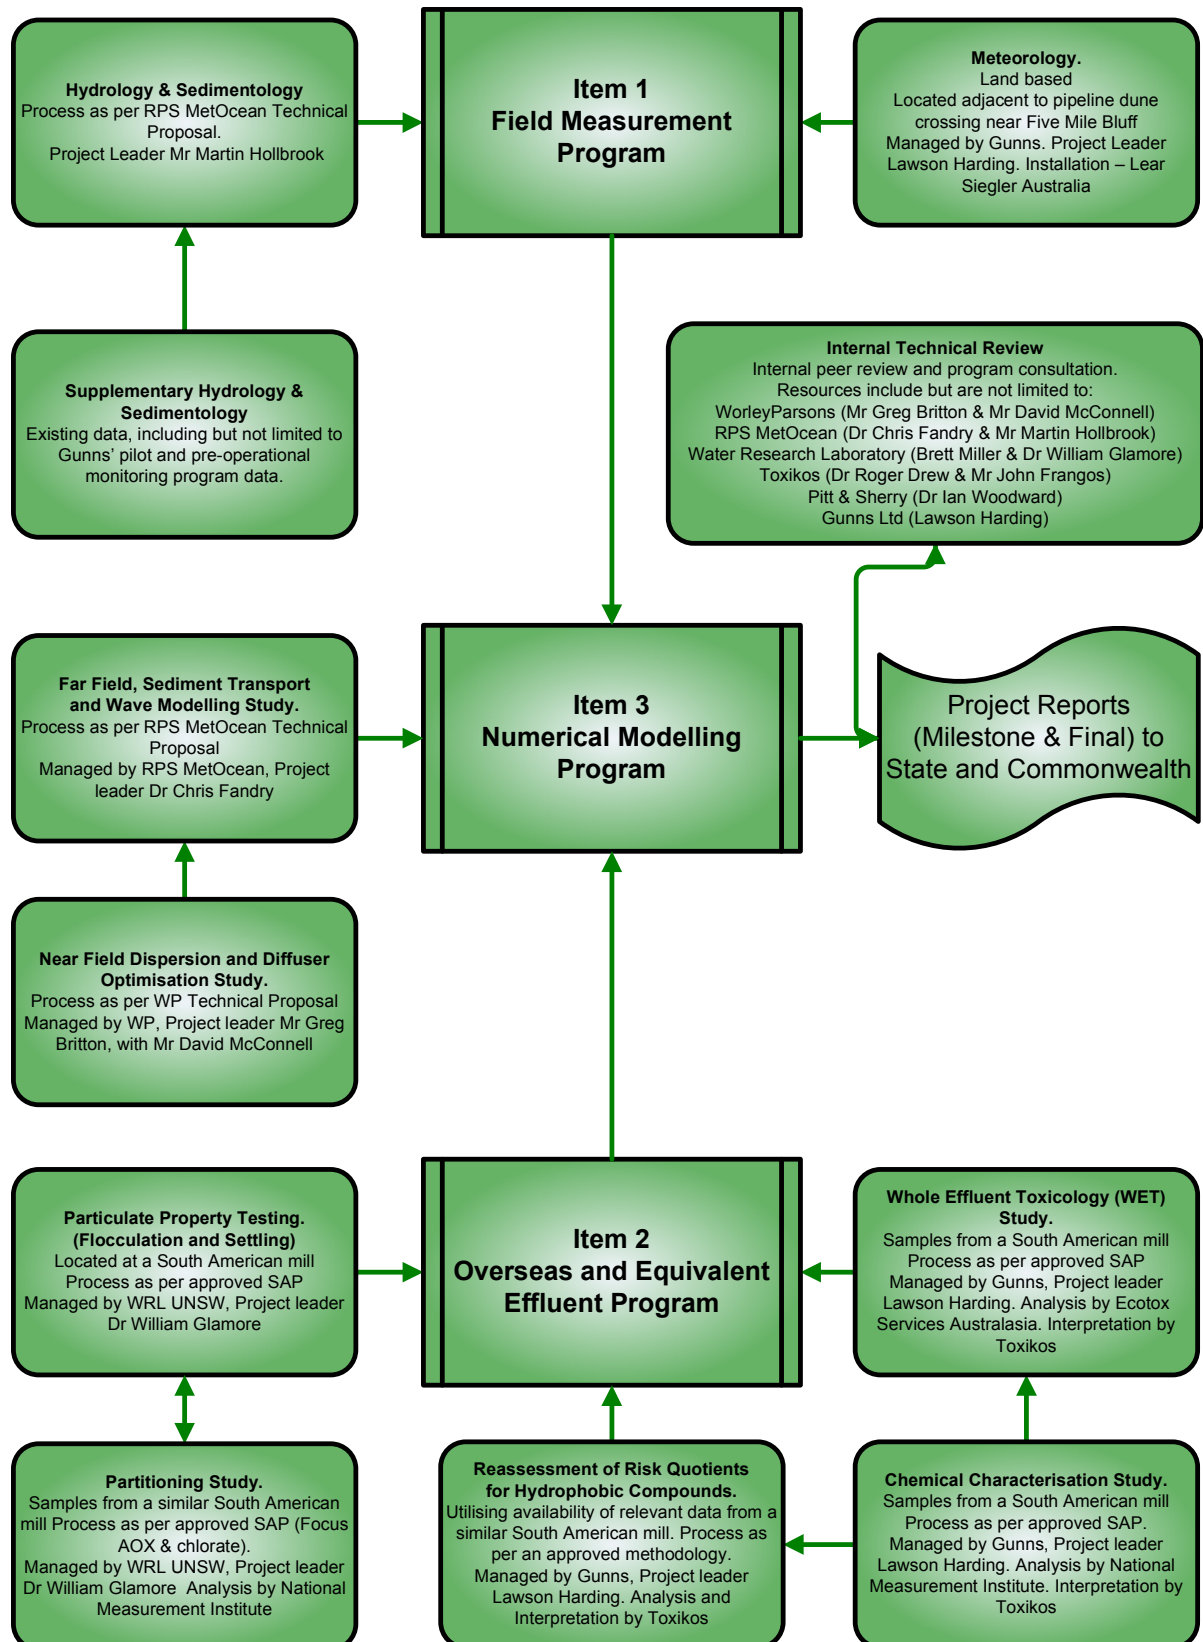 Hydrology & Sedimentology
Process as per RPS MetOcean Technical
Proposal.
Project Leader Mr Martin Hollbrook
Item 1
Field Measurement
Program
Meteorology.
Land based
Located adjacent to pipeline dune
crossing near Five Mile Bluff
Managed by Gunns. Project Leader
Lawson Harding. Installation – Lear
Siegler Australia
Supplementary Hydrology &
Sedimentology
Existing data, including but not limited to
Gunns' pilot and pre-operational
monitoring program data.
Internal Technical Review
Internal peer review and program consultation.
Resources include but are not limited to:
WorleyParsons (Mr Greg Britton & Mr David McConnell)
RPS MetOcean (Dr Chris Fandry & Mr Martin Hollbrook)
Water Research Laboratory (Brett Miller & Dr William Glamore)
Toxikos (Dr Roger Drew & Mr John Frangos)
Pitt & Sherry (Dr Ian Woodward)
Gunns Ltd (Lawson Harding)
Far Field, Sediment Transport
and Wave Modelling Study.
Process as per RPS MetOcean Technical
Proposal
Managed by RPS MetOcean, Project
leader Dr Chris Fandry
Item 3
Numerical Modelling
Program
Project Reports
(Milestone & Final) to
State and Commonwealth
Near Field Dispersion and Diffuser
Optimisation Study.
Process as per WP Technical Proposal
Managed by WP, Project leader Mr Greg
Britton, with Mr David McConnell
Particulate Property Testing.
(Flocculation and Settling)
Located at a South American mill
Process as per approved SAP
Managed by WRL UNSW, Project leader
Dr William Glamore
Item 2
Overseas and Equivalent
Effluent Program
Whole Effluent Toxicology (WET)
Study.
Samples from a South American mill
Process as per approved SAP
Managed by Gunns, Project leader
Lawson Harding. Analysis by Ecotox
Services Australasia. Interpretation by
Toxikos
Partitioning Study.
Samples from a similar South American
mill Process as per approved SAP (Focus
AOX & chlorate).
Managed by WRL UNSW, Project leader
Dr William Glamore  Analysis by National
Measurement Institute
Reassessment of Risk Quotients
for Hydrophobic Compounds.
Utilising availability of relevant data from a
similar South American mill. Process as
per an approved methodology.
Managed by Gunns, Project leader
Lawson Harding. Analysis and
Interpretation by Toxikos
Chemical Characterisation Study.
Samples from a South American mill
Process as per approved SAP.
Managed by Gunns, Project leader
Lawson Harding. Analysis by National
Measurement Institute. Interpretation by
Toxikos